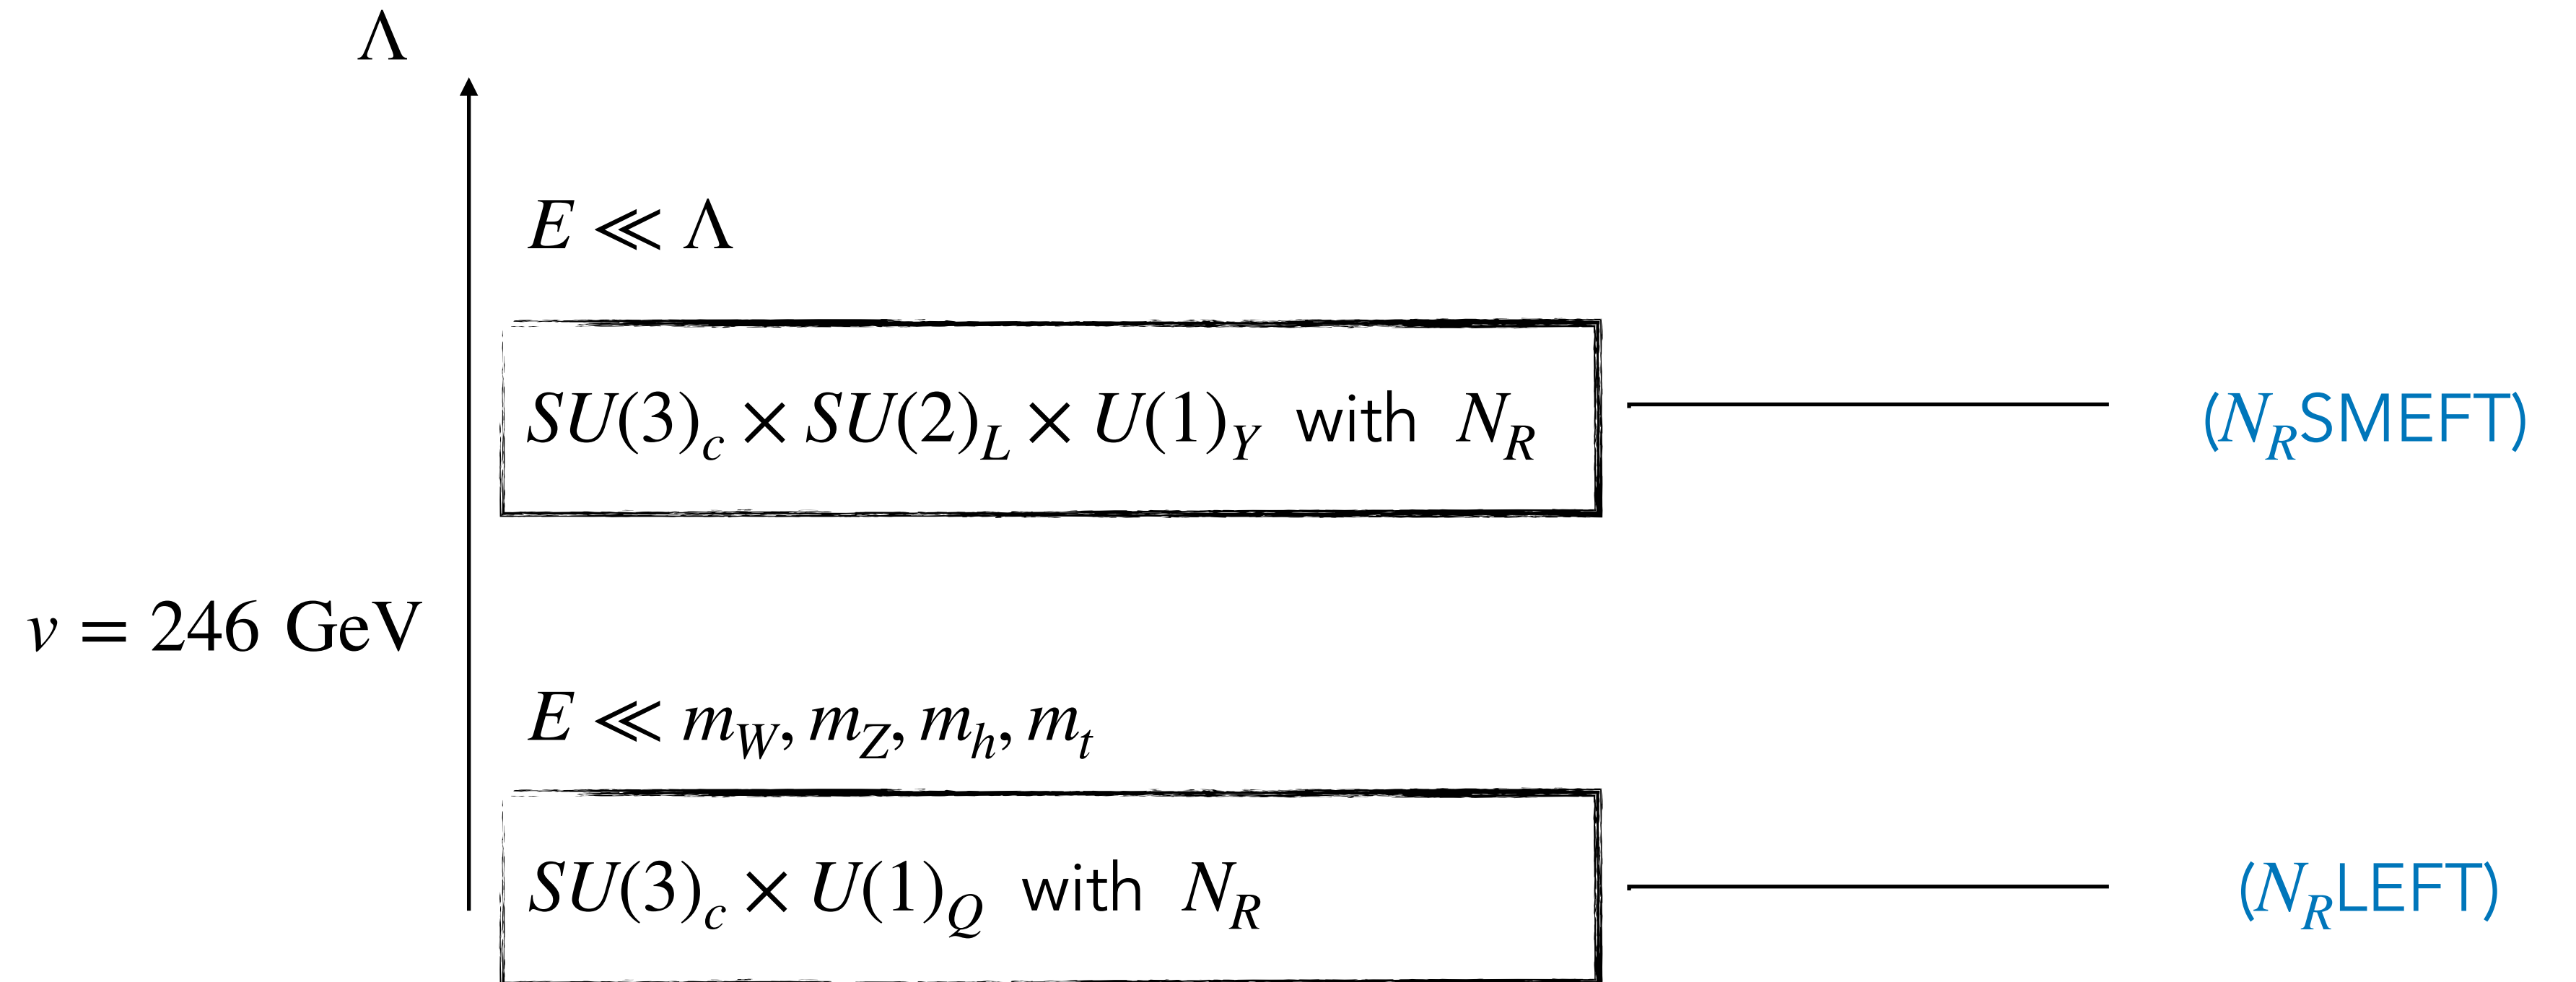 Λ
E ≪ Λ
SU(3)_c × SU(2)_L × U(1)_Y with N_R
(N_RSMEFT)
v = 246 GeV
E ≪ m_W, m_Z, m_h, m_t
SU(3)_c × U(1)_Q with N_R
(N_RLEFT)